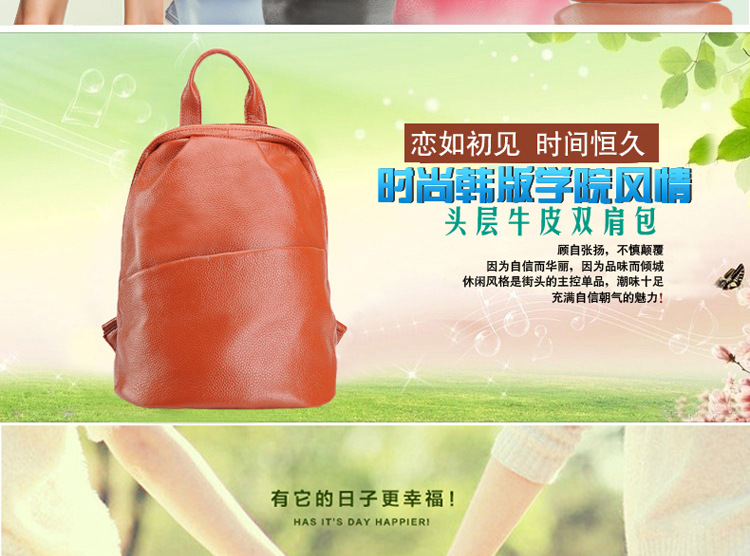 恋如初见 时间恒久
时尚韩版学院风情
头层牛皮双肩包
顾自张扬，不慎颠覆
因为自信而华丽，因为品味而倾城
休闲风格是街头的主控单品，潮味十足
充满自信朝气的魅力！
有它的日子更幸福！
HAS IT'S DAY HAPPIER!